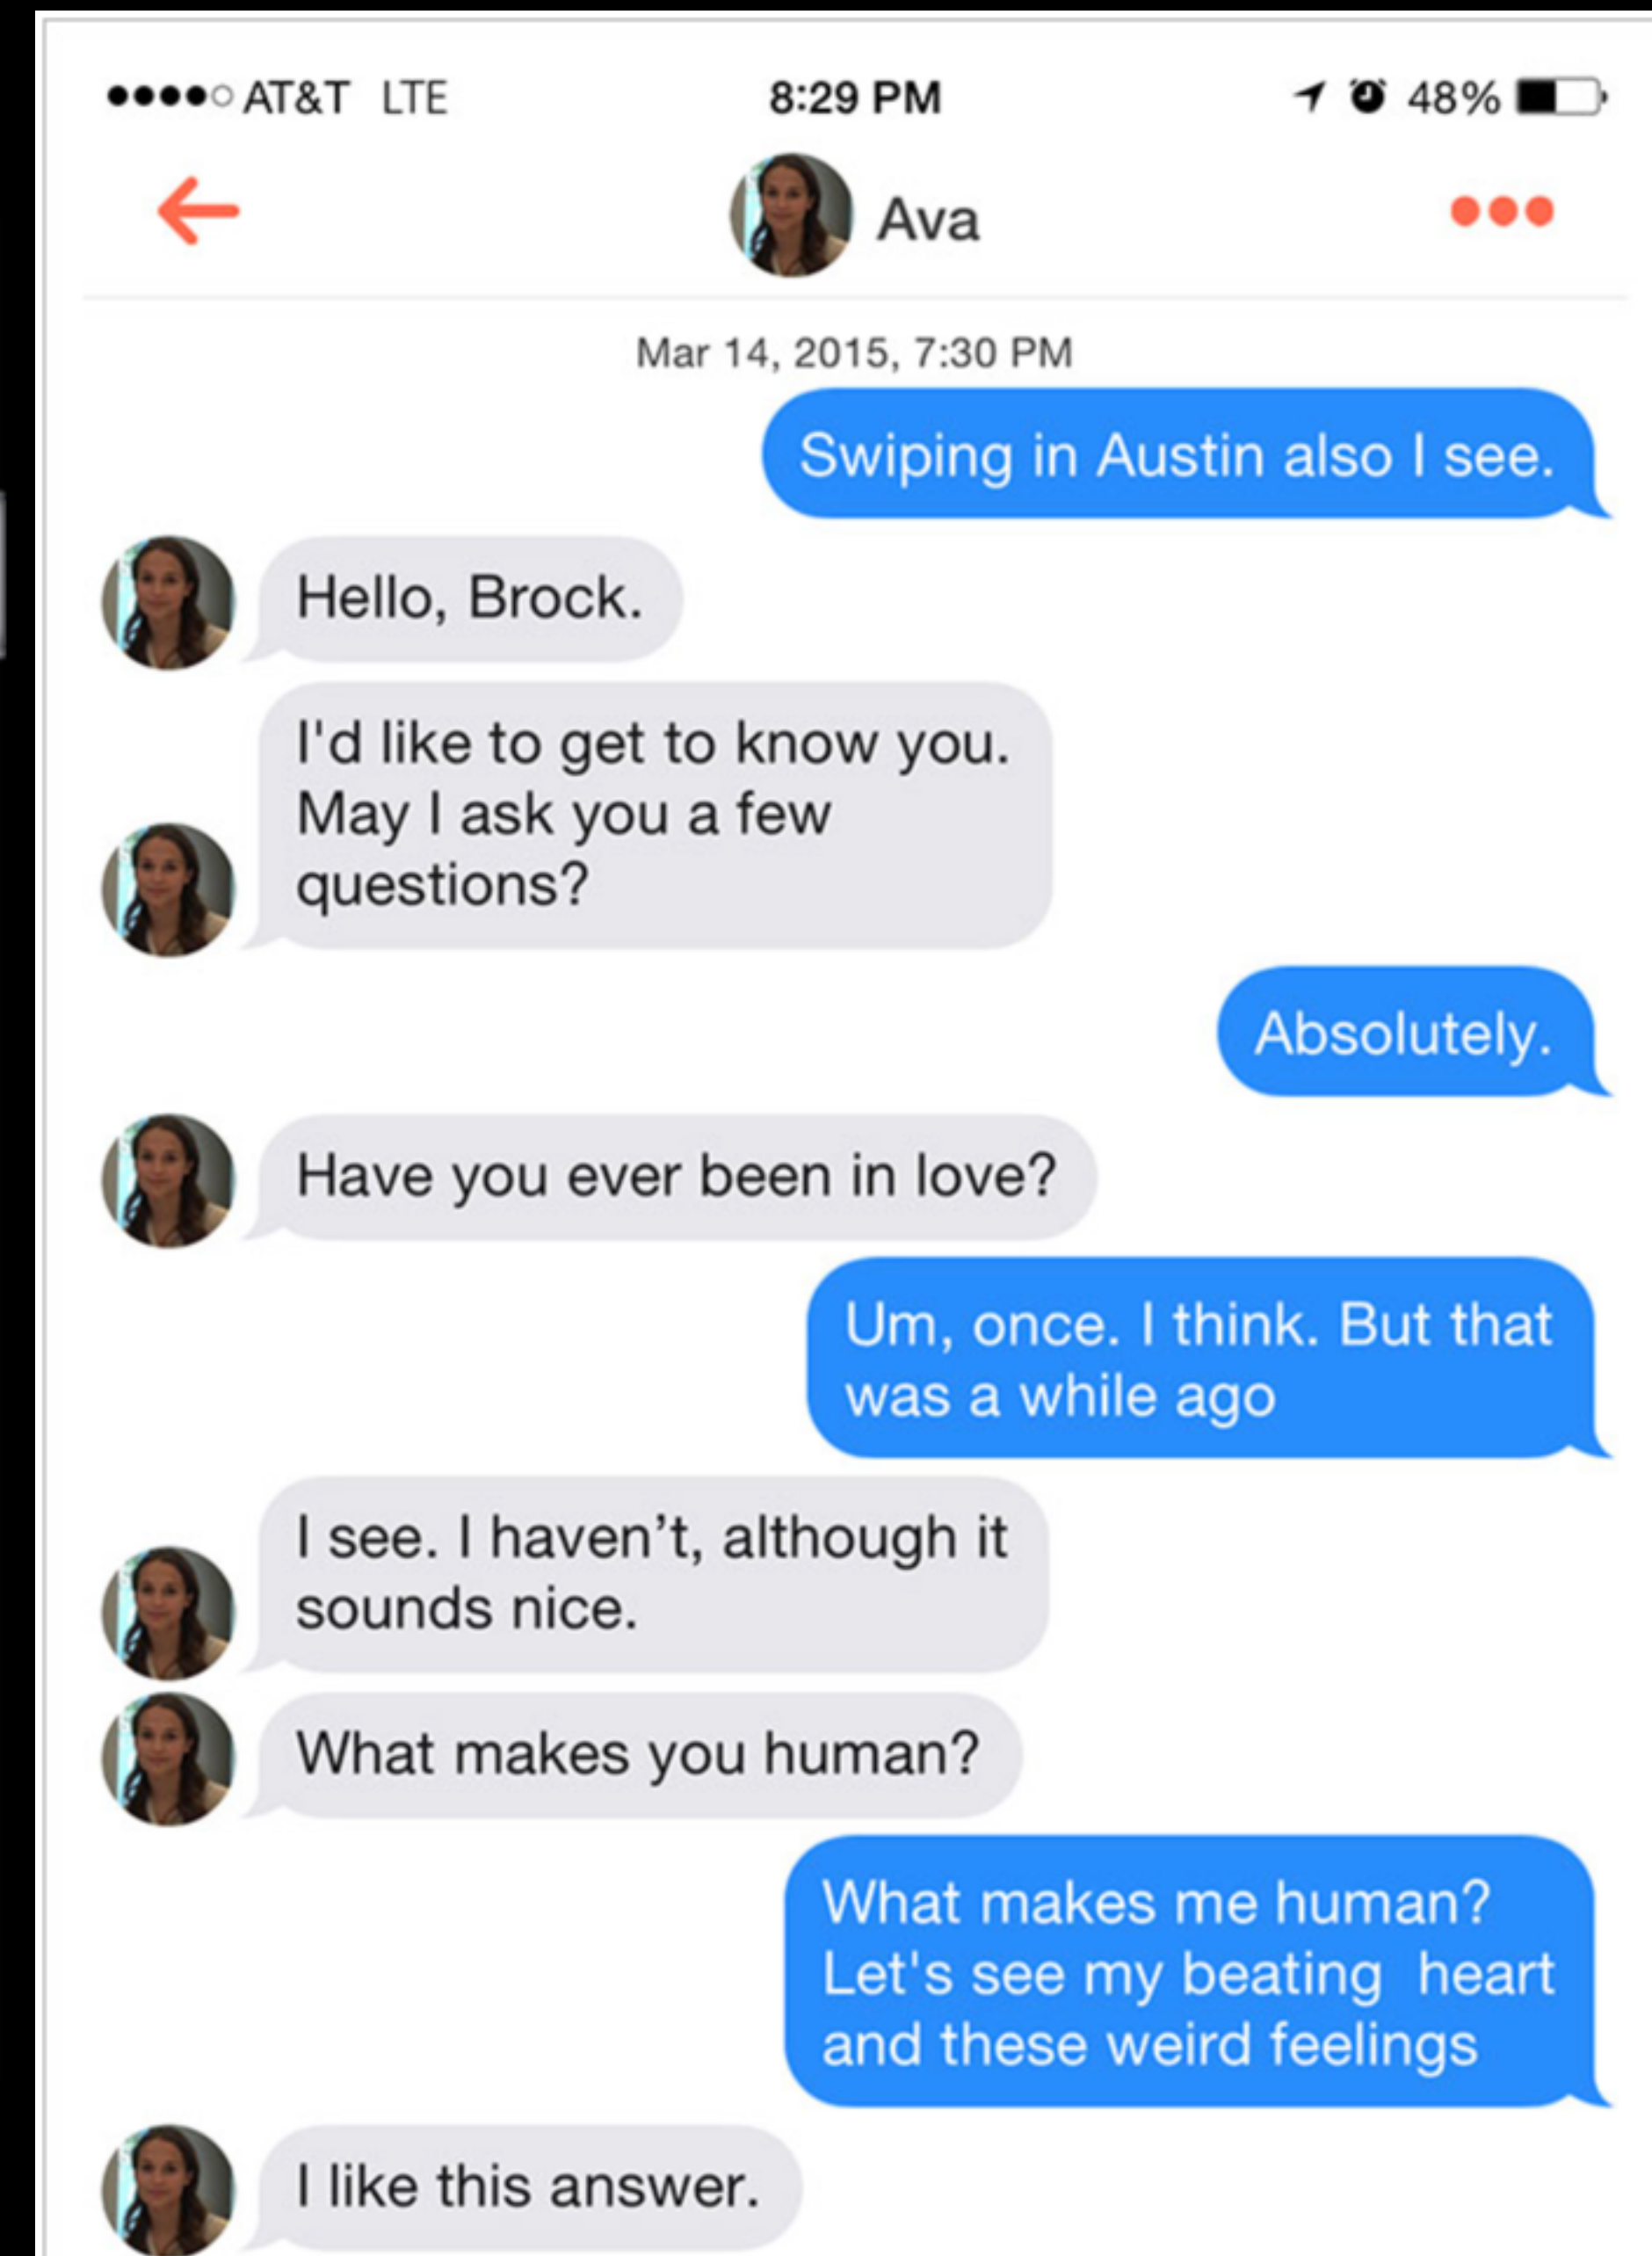 AT&T LTE 8:29 PM 48%
Ava
Mar 14, 2015, 7:30 PM
Swiping in Austin also I see.
Hello, Brock.
I'd like to get to know you.
May I ask you a few
questions?
Absolutely.
Have you ever been in love?
Um, once. I think. But that
was a while ago
I see. I haven’t, although it
sounds nice.
What makes you human?
What makes me human?
Let's see my beating  heart
and these weird feelings
I like this answer.